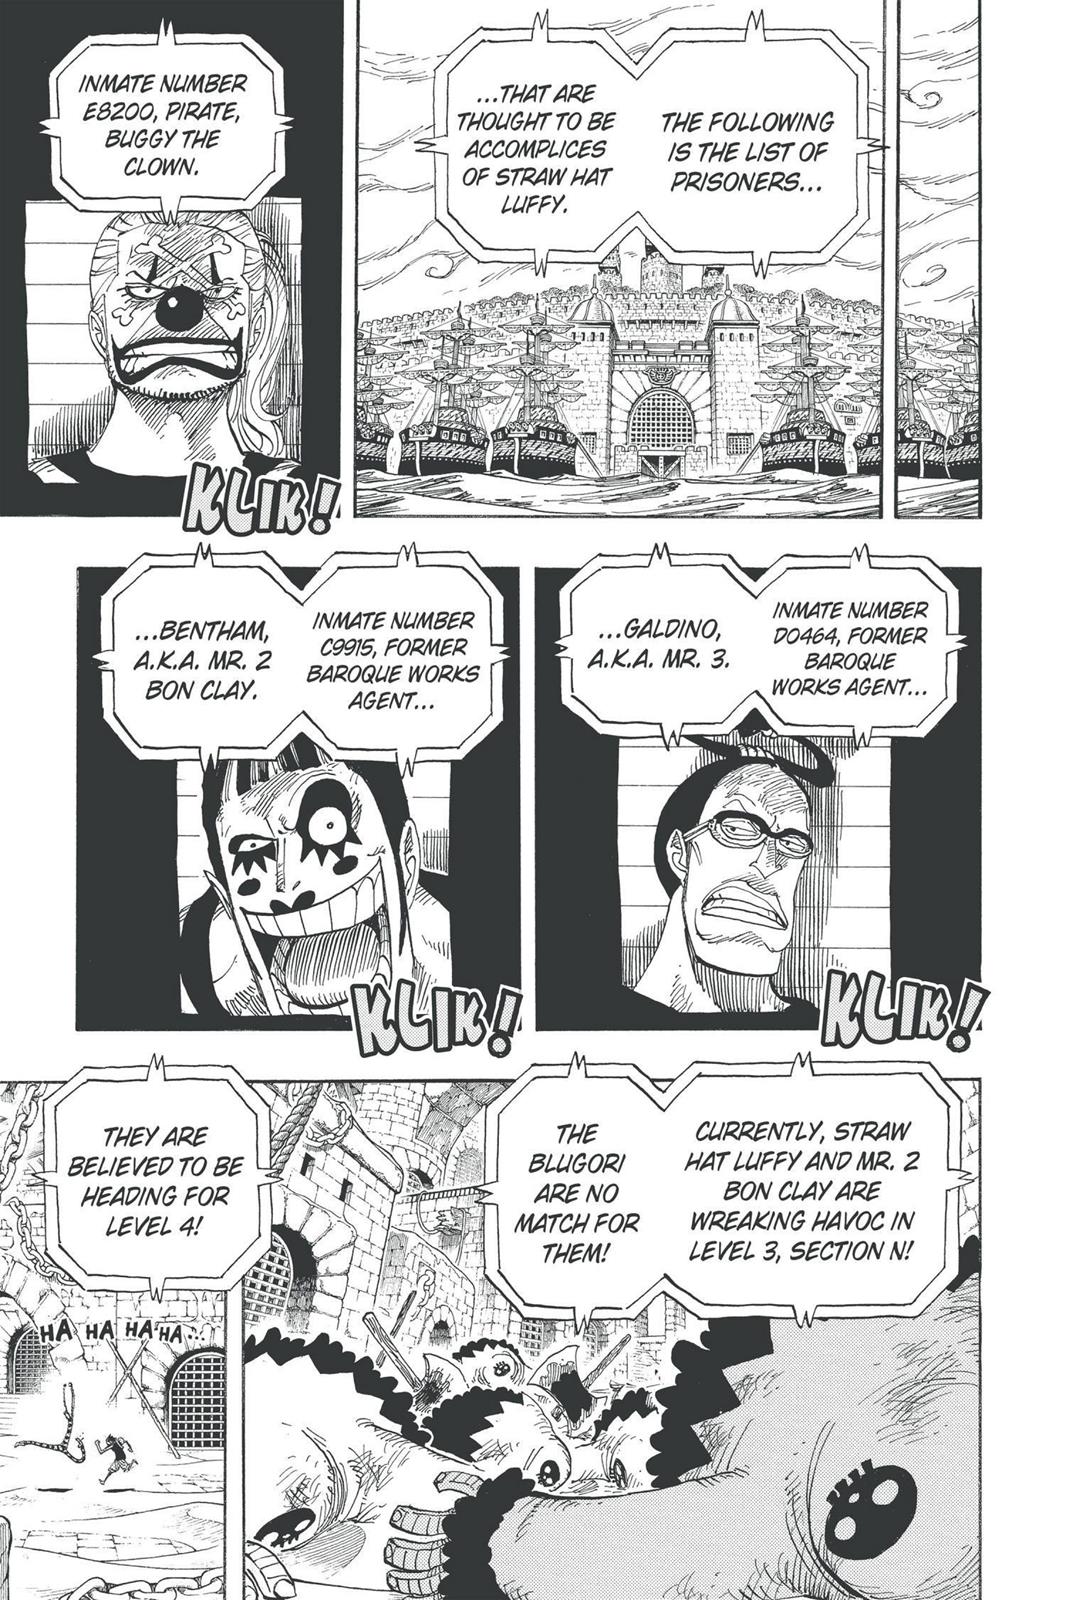 THE FOLLOWING
IS THE LIST OF
PRISONERS...
...THAT ARE
THOUGHT TO BE
ACCOMPLICES
OF STRAW HAT
LUFFY.
INMATE NUMBER
E8200, PIRATE,
BUGGY THE
CLOWN.
KLIK!
INMATE NUMBER
D0464, FORMER
BAROQUE
WORKS AGENT...
...GALDINO,
A.K.A. MR. 3.
KLIK!
INMATE NUMBER
C9915, FORMER
BAROQUE WORKS
AGENT...
...BENTHAM,
A.K.A. MR. 2
BON CLAY.
KLIK!
CURRENTLY, STRAW
HAT LUFFY AND MR. 2
BON CLAY ARE
WREAKING HAVOC IN
LEVEL 3, SECTION N!
THE
BLUGORI
ARE NO
MATCH FOR
THEM!
THEY ARE
BELIEVED TO BE
HEADING FOR
LEVEL 4!
HA HA HA HA...